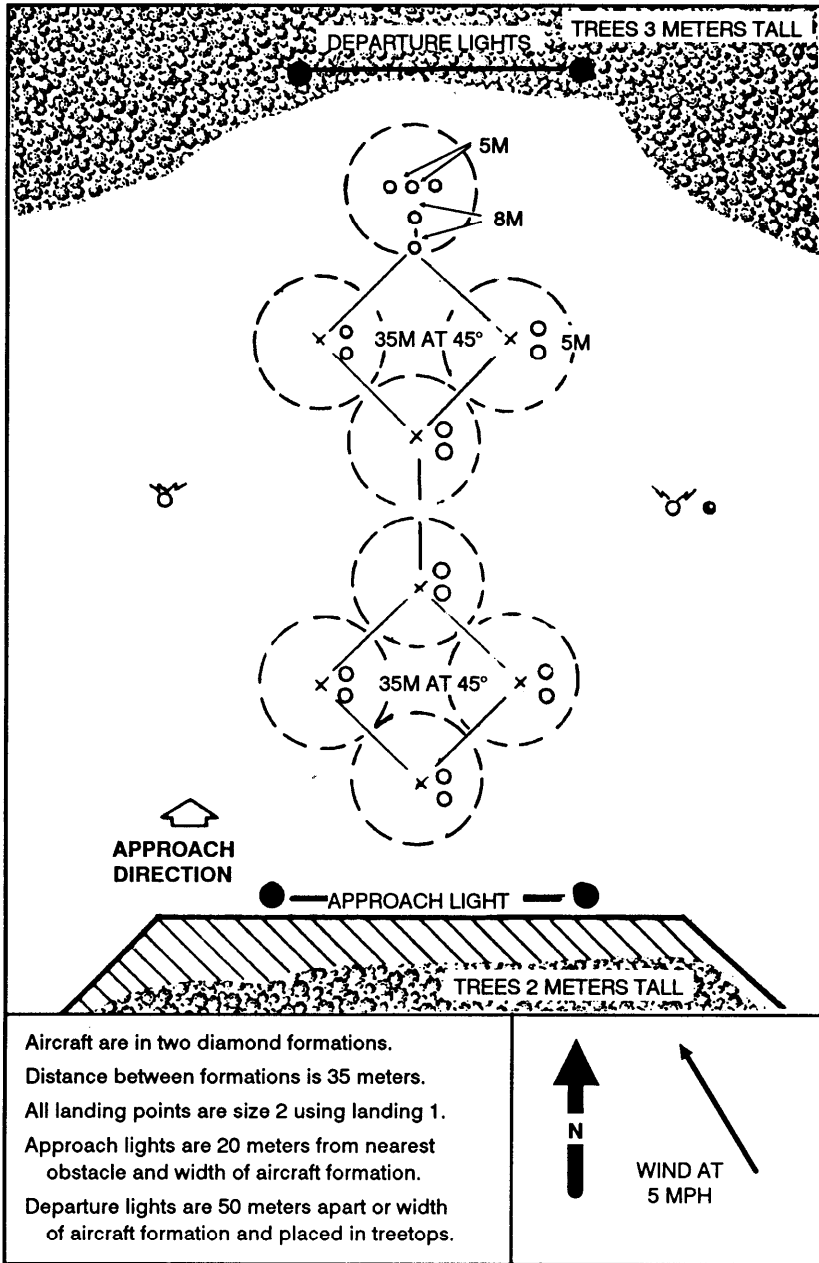 DEPARTURE LIGHTS
TREES 3 METERS TALL
5M
8M
35M AT 45°
5M
35M AT 45°
APPROACH
DIRECTION
APPROACH LIGHT
TREES 2 METERS TALL
Aircraft are in two diamond formations.
Distance between formations is 35 meters.
All landing points are size 2 using landing 1.
Approach lights are 20 meters from nearest
obstacle and width of aircraft formation.
Departure lights are 50 meters apart or width
of aircraft formation and placed in treetops.
N
WIND AT
5 MPH